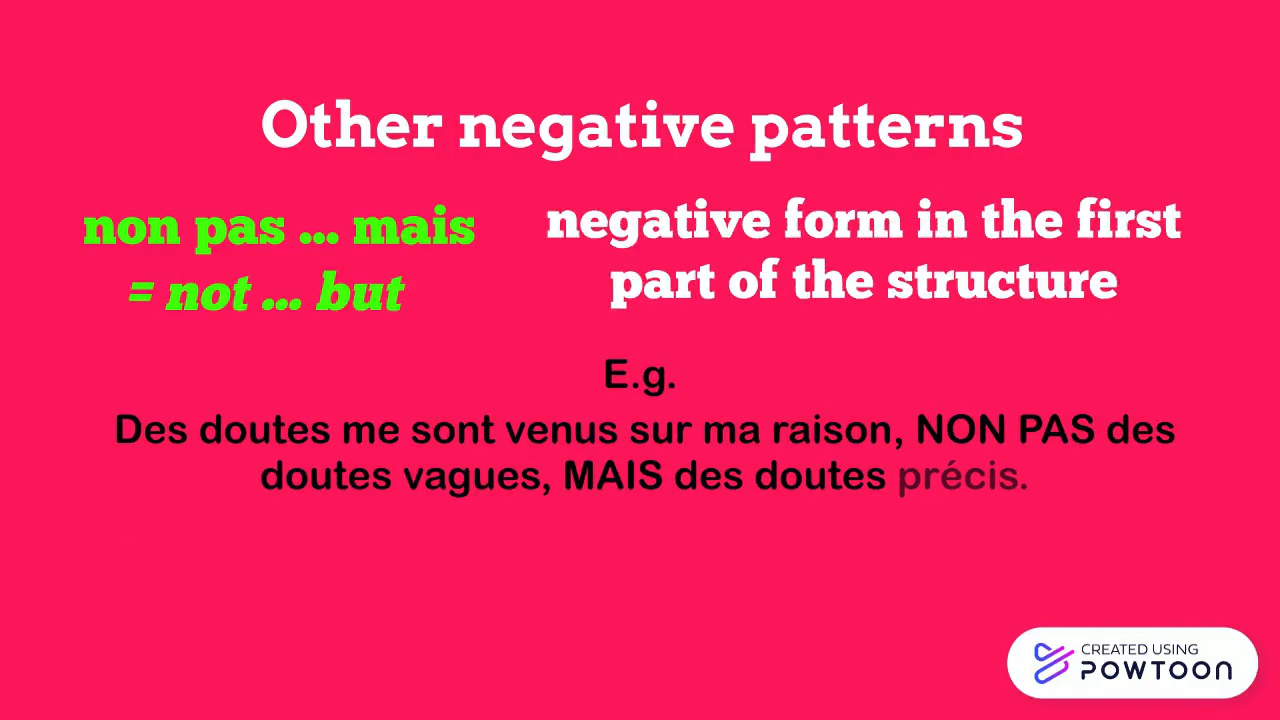 Other negative patterns
non pas ... mais
= not ... but
negative form in the first
part of the structure
E.g.
Des doutes me sont venus sur ma raison, NON PAS des
doutes vagues, MAIS des doutes précis.
CREATED USING
POWTOON